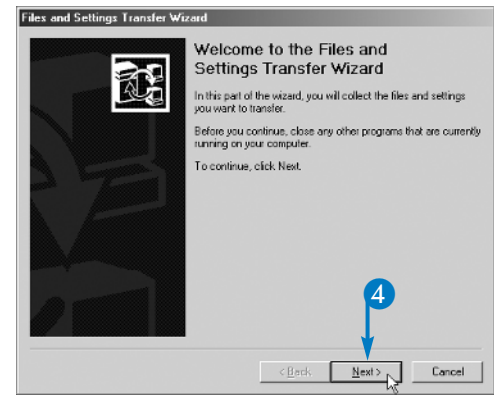 Files and Settings Transfer Wizard
Welcome to the Files and
Settings Transfer Wizard
In this part of the wizard, you will collect the files and settings
you want to transfer.
Before you continue, close any other programs that are currently
running on your computer.
To continue, click Next.
4
< Back
Next >
Cancel